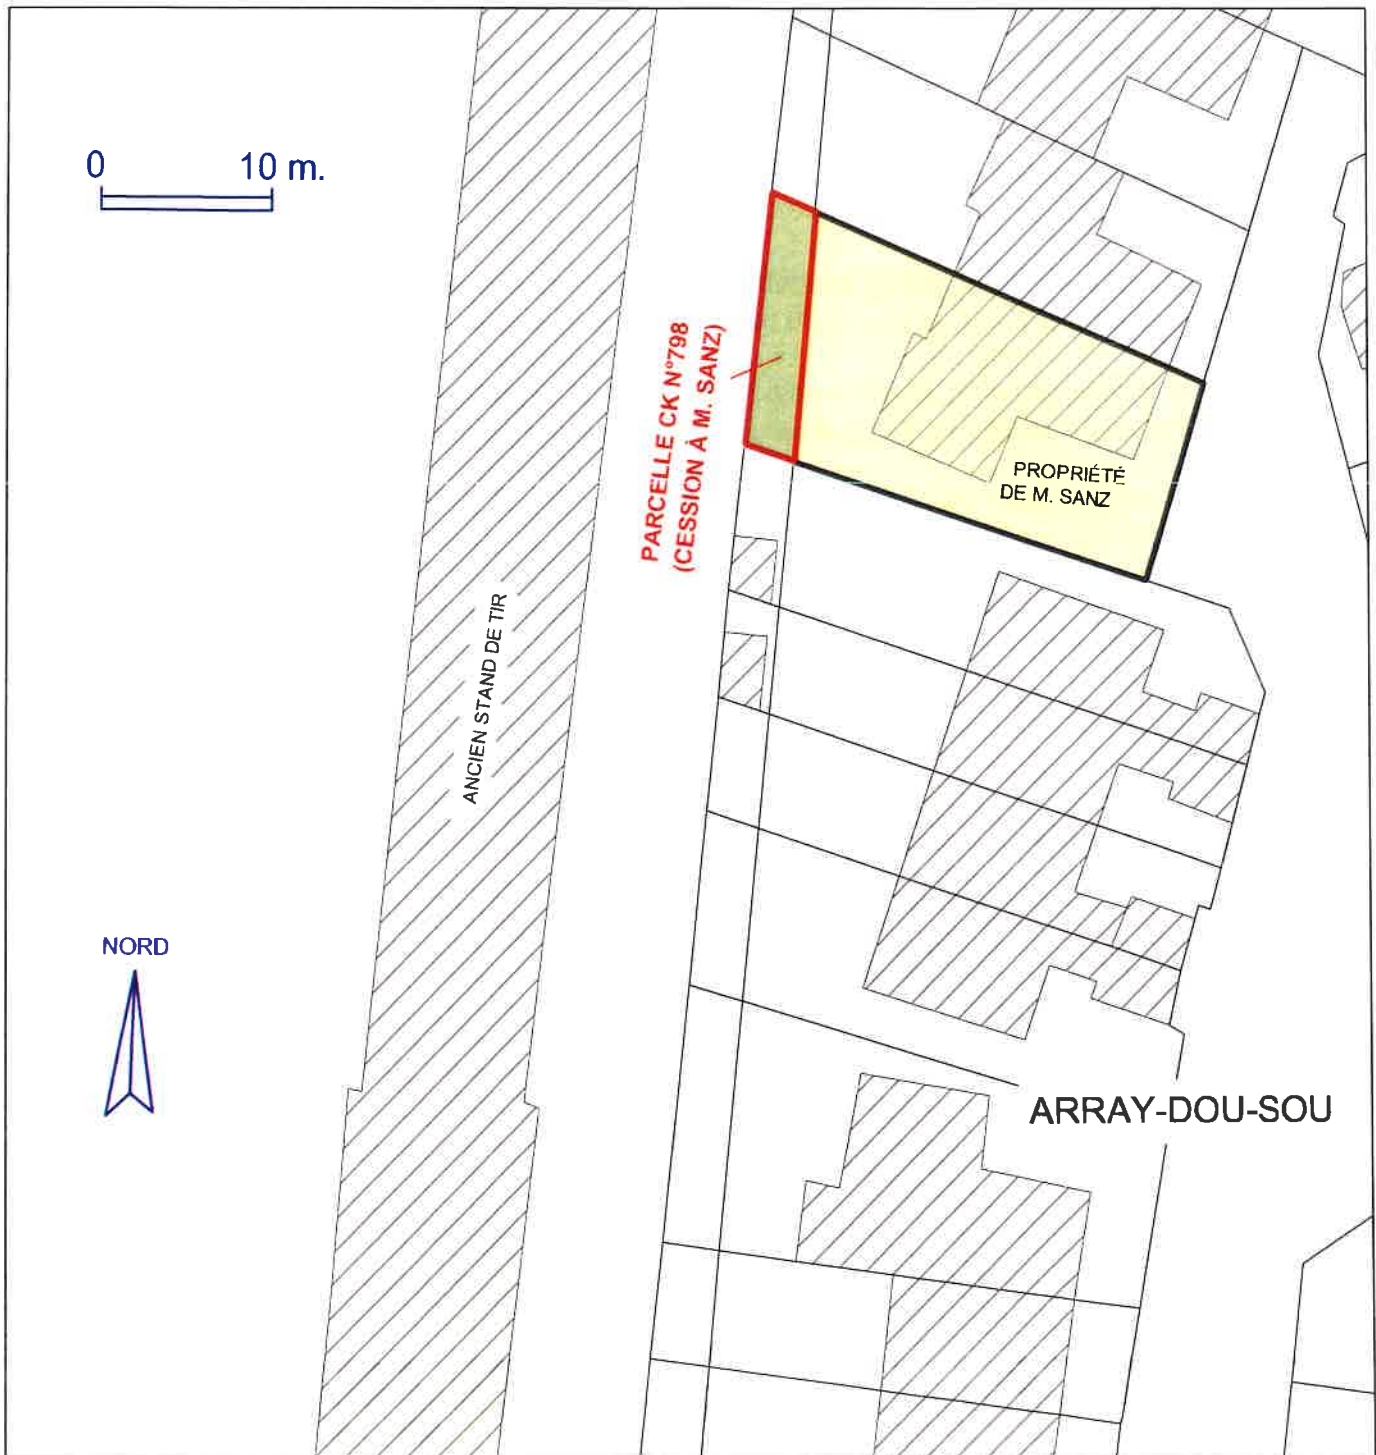 0 10 m.
PARCELLE CK N°798
(CESSION À M. SANZ)
PROPRIÉTÉ
DE M. SANZ
ANCIEN STAND DE TIR
NORD
ARRAY-DOU-SOU